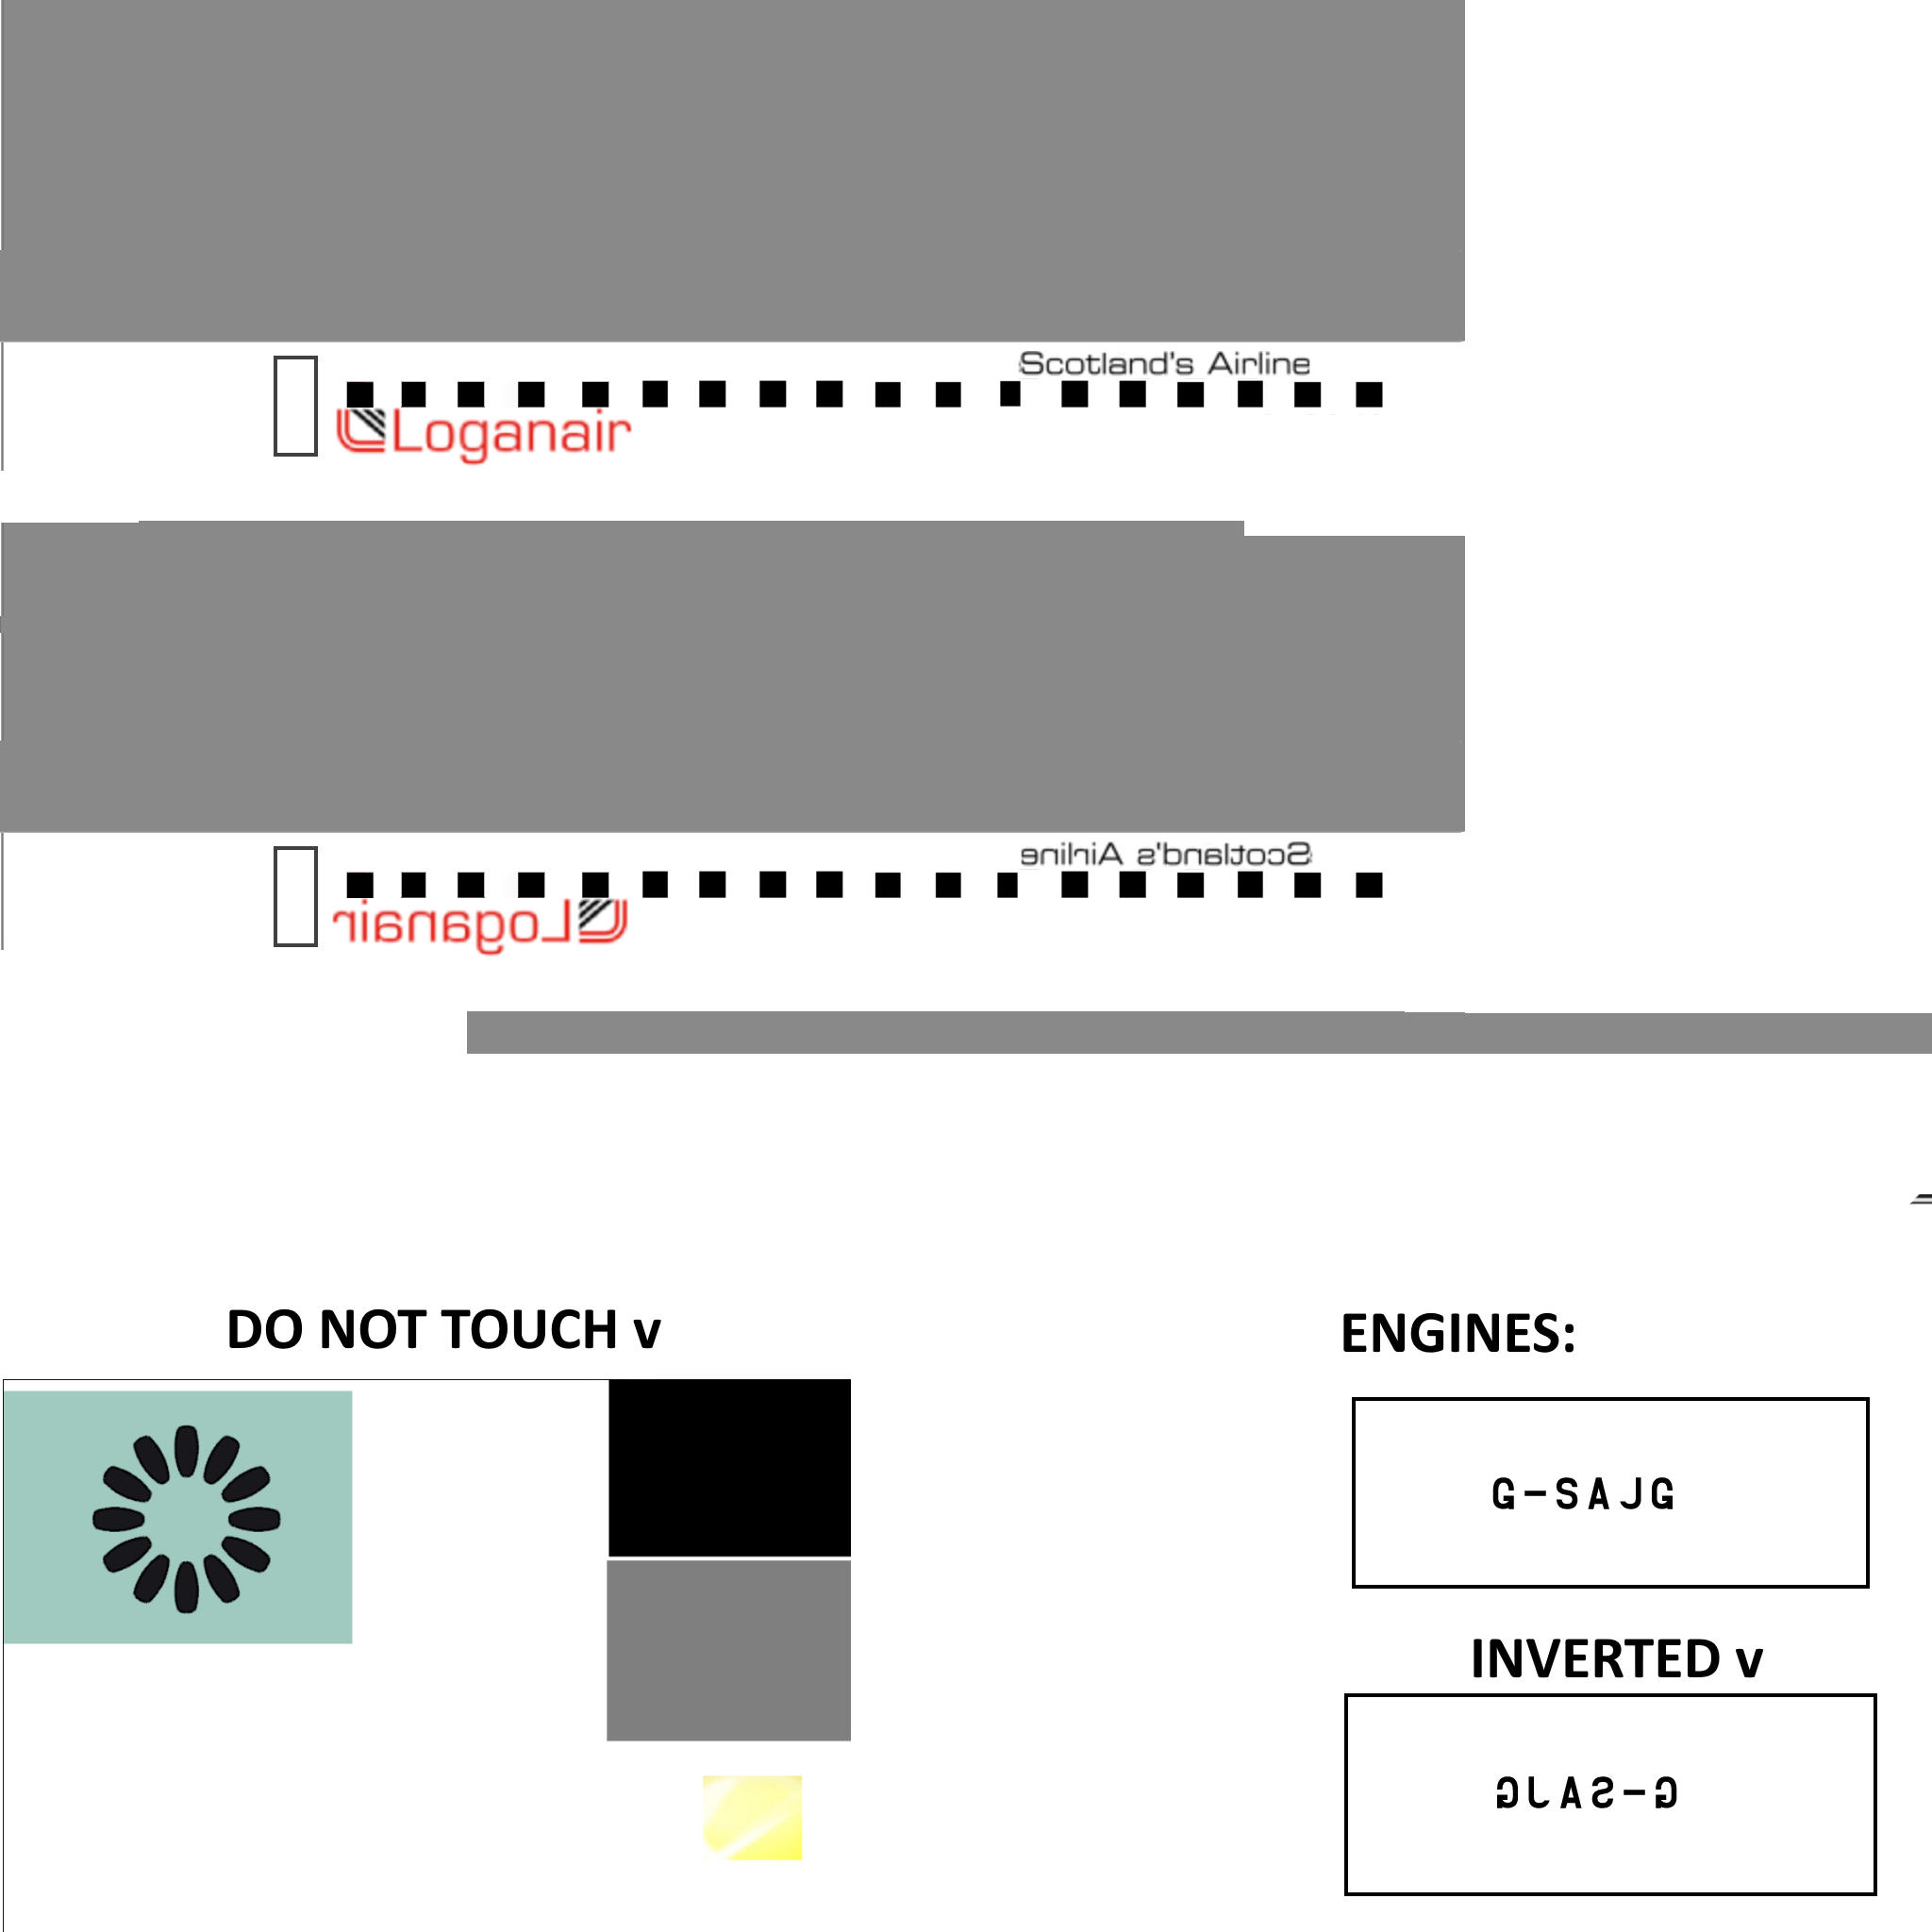 Scotland's Airline
Loganair
Scotland's Airline
Loganair
DO NOT TOUCH v
ENGINES:
G-SAJG
INVERTED v
G-SAJG